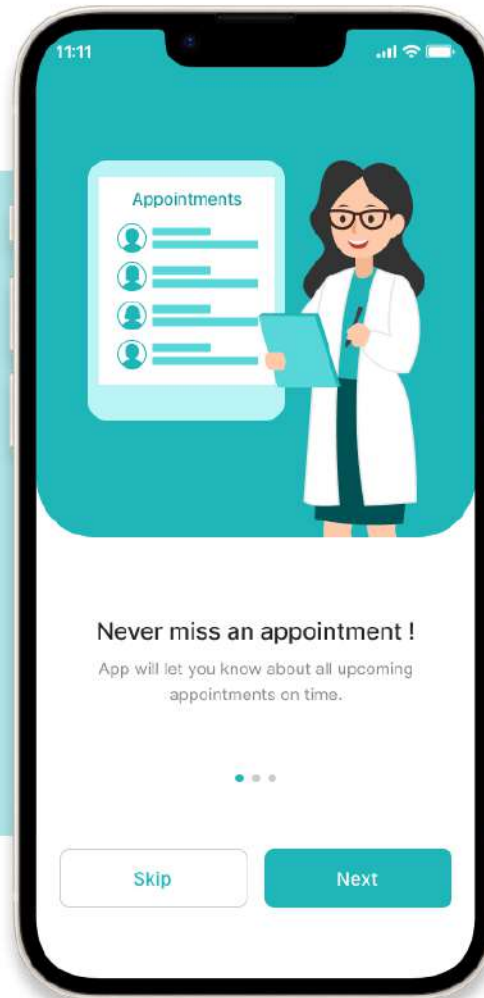 11:11
Appointments
Never miss an appointment !
App will let you know about all upcoming
appointments on time.
Skip
Next